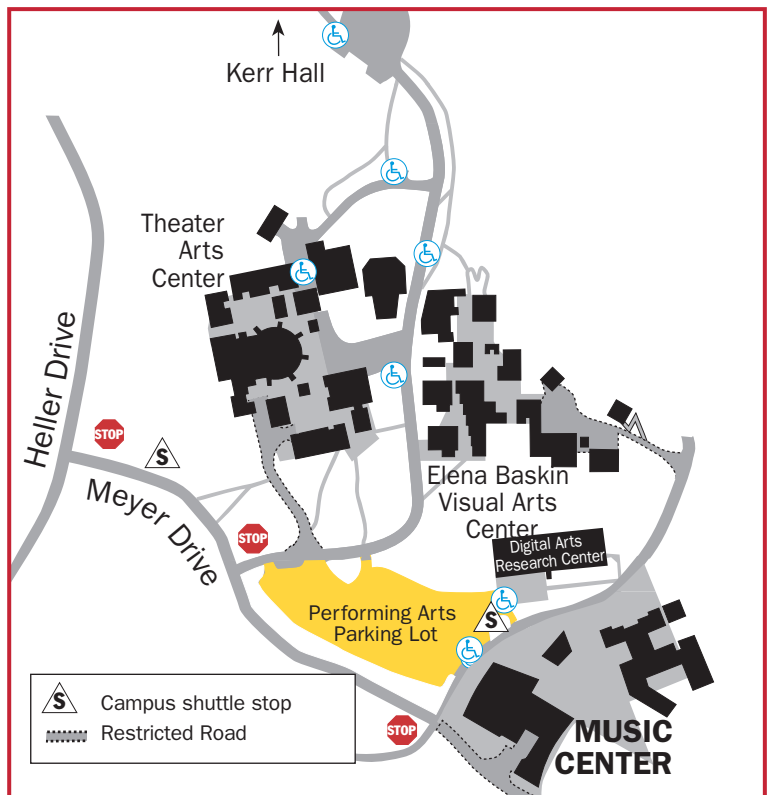 Kerr Hall
Theater
Arts
Center
Heller Drive
STOP
S
Meyer Drive
STOP
Elena Baskin
Visual Arts
Center
Digital Arts
Research Center
Performing Arts
Parking Lot
S
S Campus shuttle stop
Restricted Road
STOP
MUSIC
CENTER